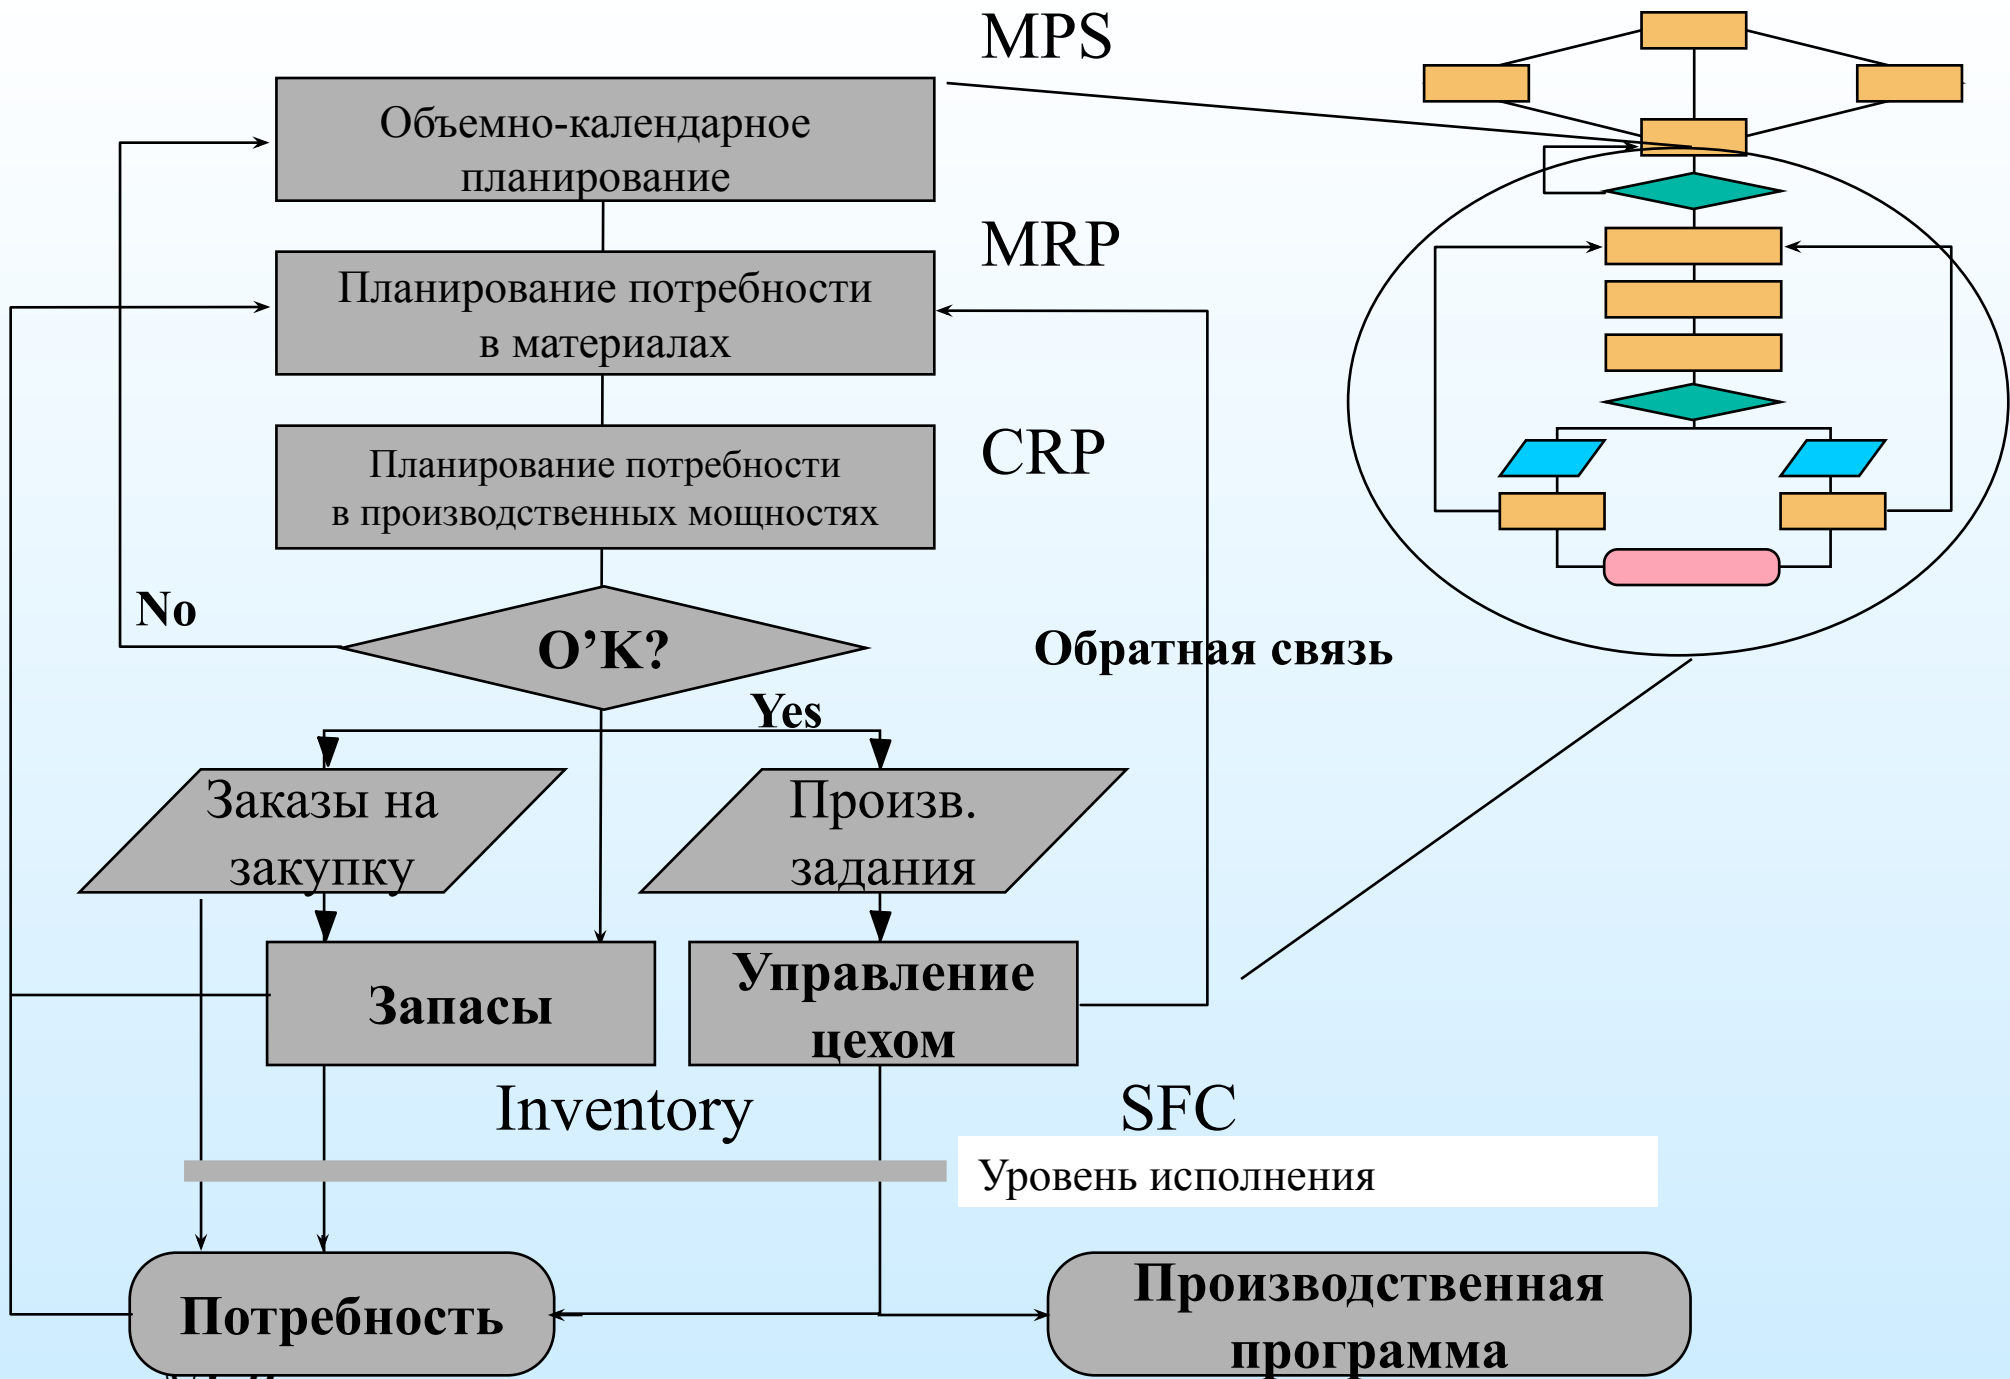 MPS
Объемно-календарное
планирование
MRP
Планирование потребности
в материалах
CRP
Планирование потребности
в производственных мощностях
No
O’K?
Обратная связь
Yes
Заказы на
закупку
Произв.
задания
Запасы
Управление
цехом
Inventory
SFC
Уровень исполнения
Потребность
Производственная
программа